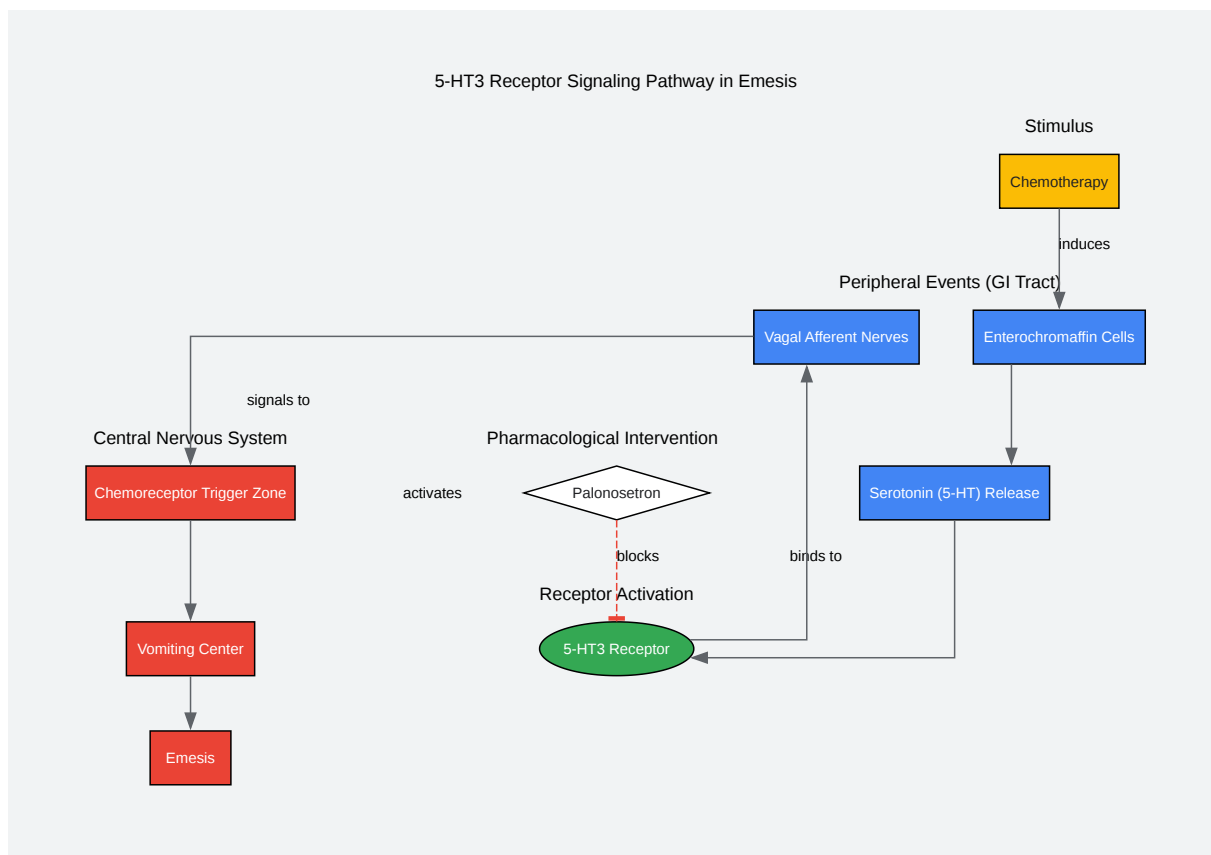 5-HT3 Receptor Signaling Pathway in Emesis
Stimulus
Chemotherapy
induces
Peripheral Events (GI Tract)
Vagal Afferent Nerves
Enterochromaffin Cells
signals to
Central Nervous System
Pharmacological Intervention
Chemoreceptor Trigger Zone
activates
Palonosetron
Serotonin (5-HT) Release
blocks
binds to
Receptor Activation
Vomiting Center
5-HT3 Receptor
Emesis